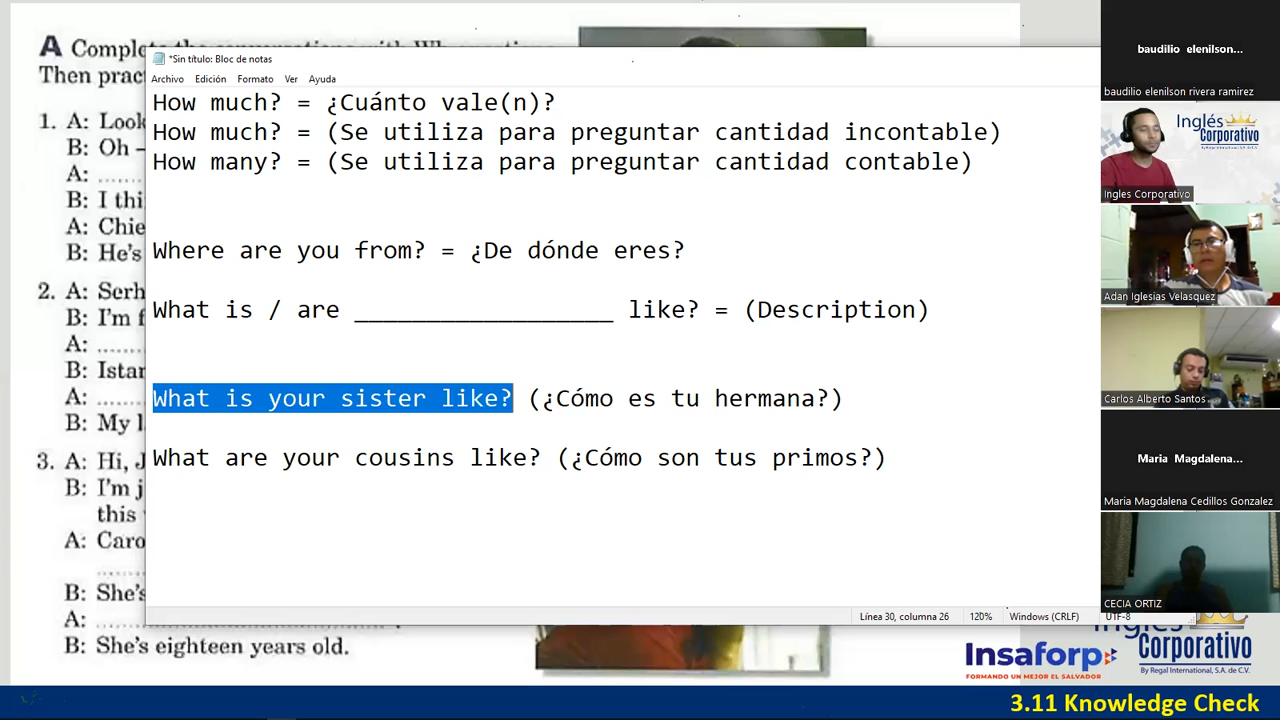 A Comple
Then prac
*Sin título: Bloc de notas
Archivo Edición Formato Ver Ayuda
How much? = ¿Cuánto vale(n)?
How much? = (Se utiliza para preguntar cantidad incontable)
How many? = (Se utiliza para preguntar cantidad contable)
Where are you from? = ¿De dónde eres?
What is / are __________________ like? = (Description)
What is your sister like? (¿Cómo es tu hermana?)
What are your cousins like? (¿Cómo son tus primos?)
Línea 30, columna 26 120% Windows (CRLF) UTF-8
1. A: Look
B: Oh –
A: ......
B: I thi
A: Chie
B: He's
2. A: Serh
B: I'm f
A: ......
B: Istar
A: ......
B: My l
3. A: Hi, J
B: I'm j
this
A: Caro
B: She's
A: ......
B: She's eighteen years old.
baudilio elenilson...
baudilio elenilson rivera ramirez
Inglés
Corporativo
By Regal International, S.A. de C.V.
Ingles Corporativo
Adan Iglesias Velasquez
Carlos Alberto Santos
Maria Magdalena...
Maria Magdalena Cedillos Gonzalez
CECIA ORTIZ
Insaforp
FORMANDO UN MEJOR EL SALVADOR
Inglés
Corporativo
By Regal International, S.A. de C.V.
3.11 Knowledge Check